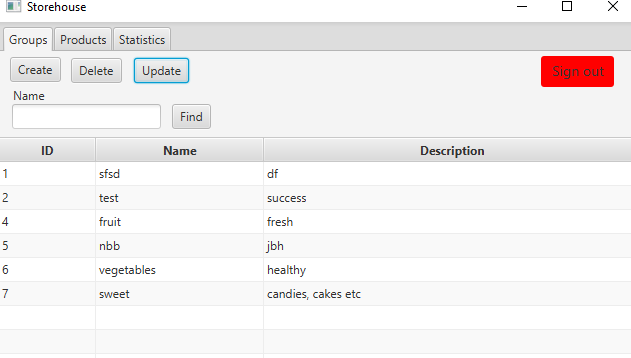 Storehouse
Groups Products Statistics
Create Delete Update Sign out
Name
Find
ID Name Description
1 sfsd df
2 test success
4 fruit fresh
5 nbb jbh
6 vegetables healthy
7 sweet candies, cakes etc